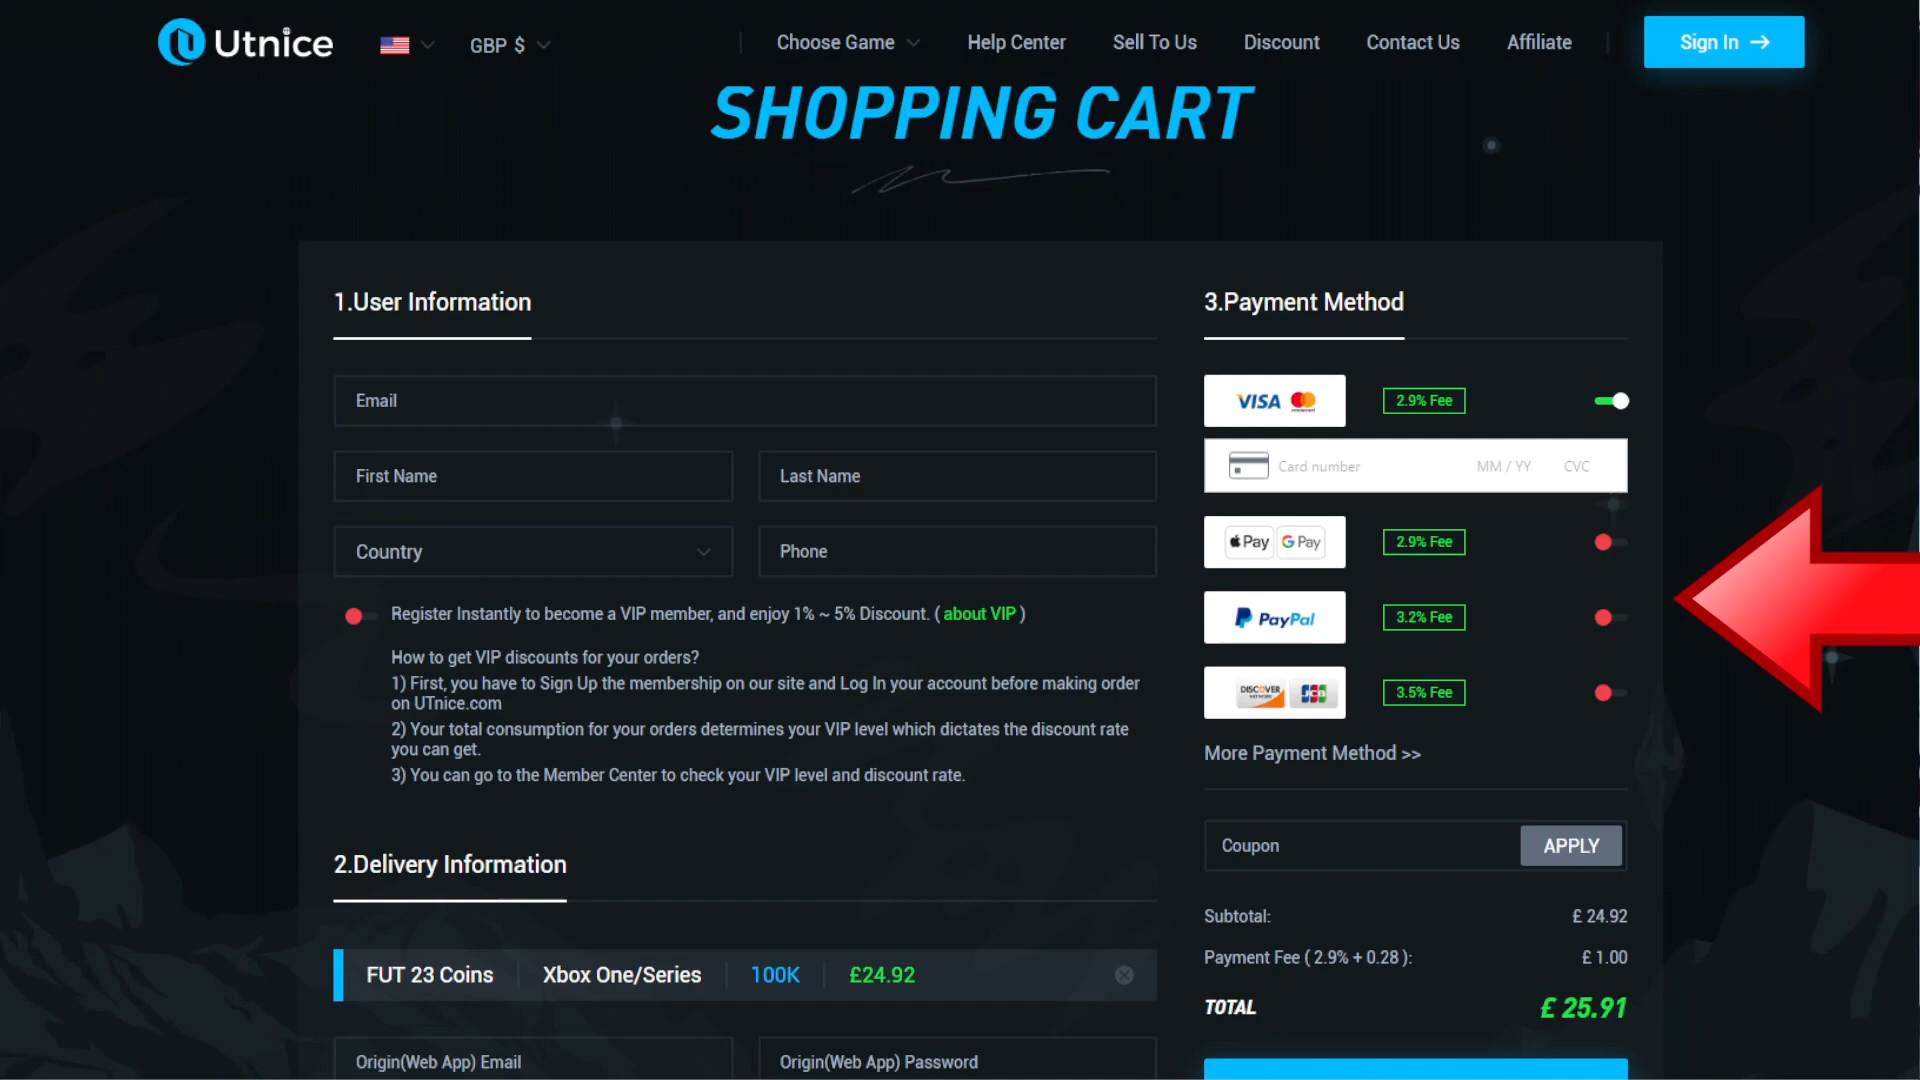 Utnice
GBP $
Choose Game
Help Center
Sell To Us
Discount
Contact Us
Affiliate
Sign In
SHOPPING CART
1.User Information
Email
First Name
Last Name
Country
Phone
Register Instantly to become a VIP member, and enjoy 1% ~ 5% Discount. ( about VIP )
How to get VIP discounts for your orders?
1) First, you have to Sign Up the membership on our site and Log In your account before making order
on UTnice.com
2) Your total consumption for your orders determines your VIP level which dictates the discount rate
you can get.
3) You can go to the Member Center to check your VIP level and discount rate.
2.Delivery Information
FUT 23 Coins
Xbox One/Series
100K
£24.92
Origin(Web App) Email
Origin(Web App) Password
3.Payment Method
VISA
2.9% Fee
Card number
MM / YY
CVC
Pay
G Pay
2.9% Fee
PayPal
3.2% Fee
DISCOVER
NETWORK
JCB
3.5% Fee
More Payment Method >>
Coupon
APPLY
Subtotal:
£ 24.92
Payment Fee ( 2.9% + 0.28 ):
£ 1.00
TOTAL
£ 25.91